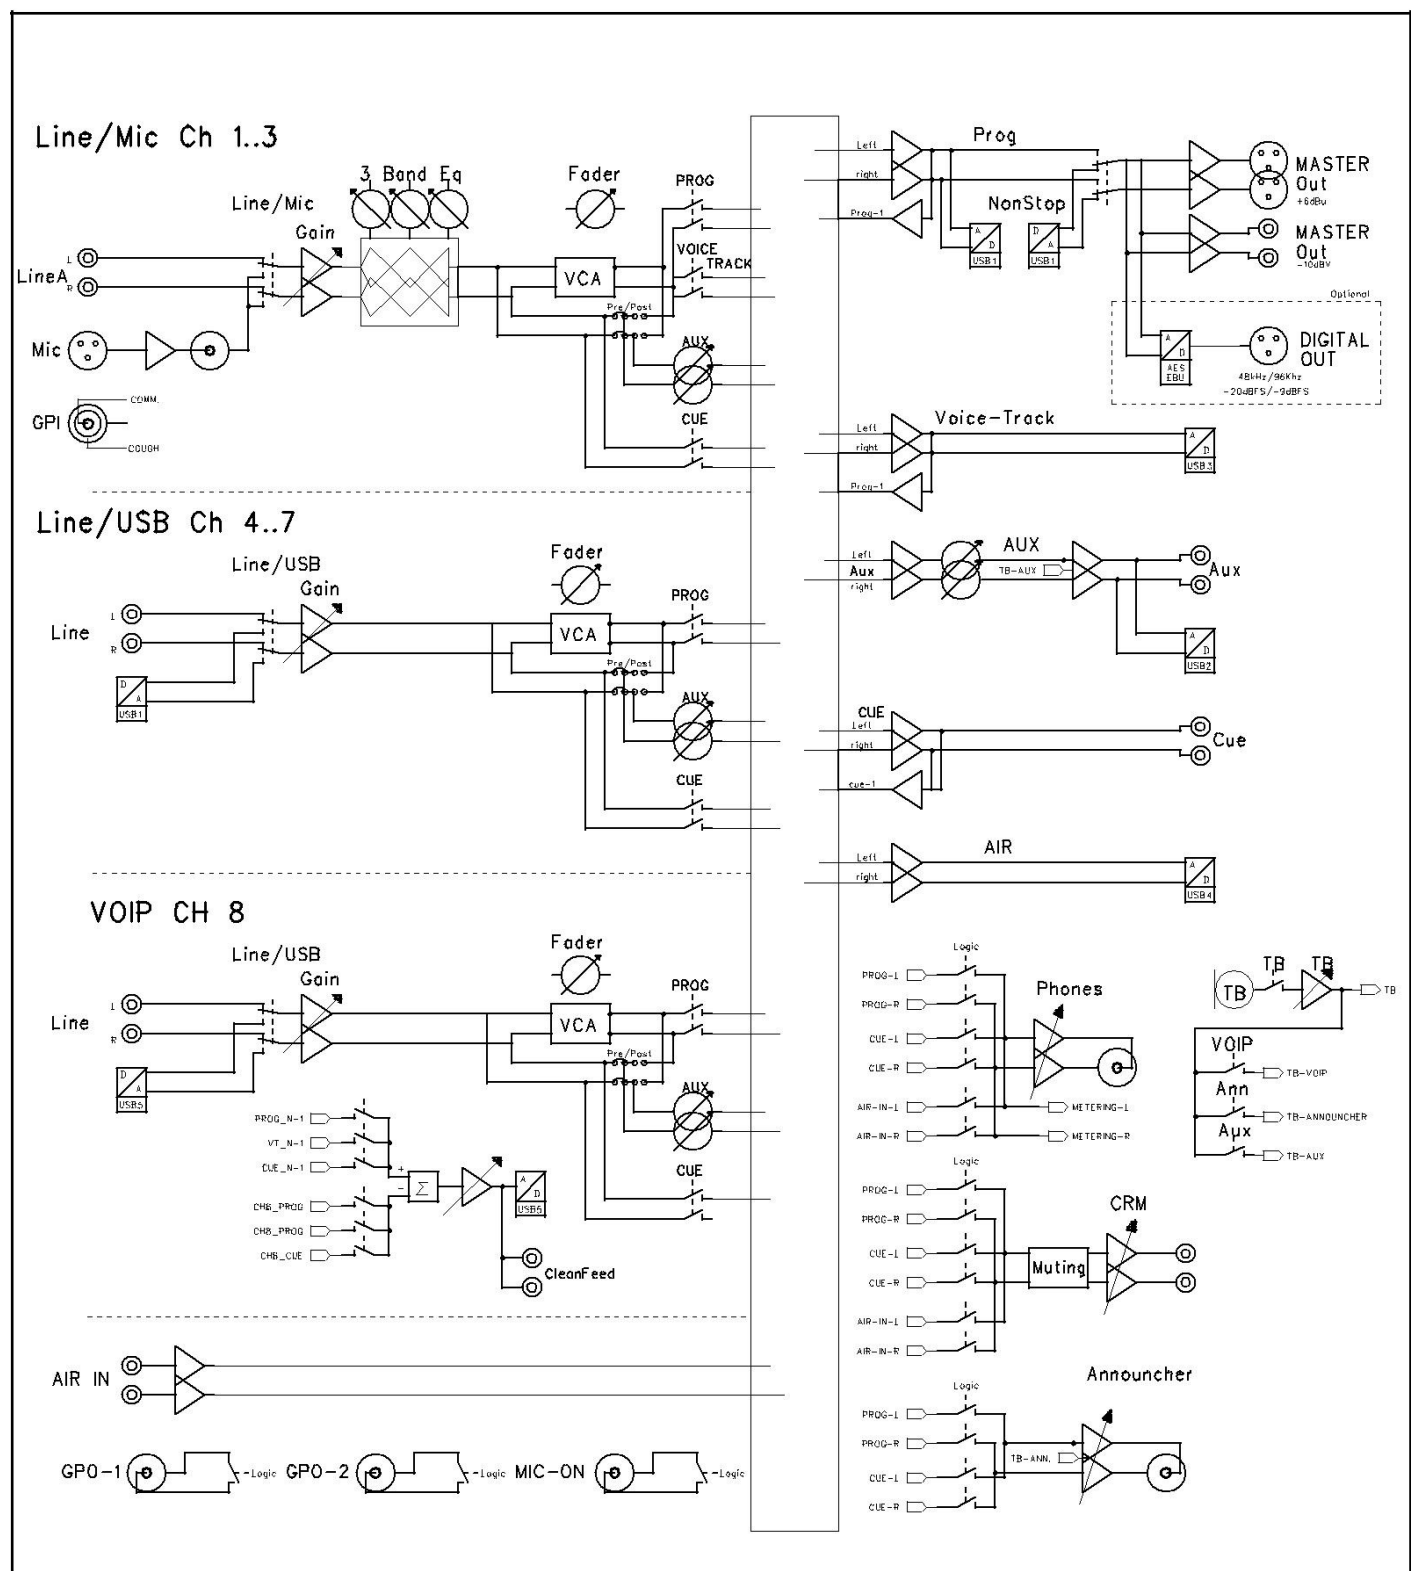 Line/Mic Ch 1..3
3 Band Eq
Fader
PROG
Line/Mic
Gain
VOICE
TRACK
L
LineA
R
VCA
Pre/Post
Mic
AUX
COMM.
GPI
COUGH
CUE
Line/USB Ch 4..7
Line/USB
Fader
Gain
PROG
L
Line
R
VCA
Pre/Post
D
A
USB1
AUX
CUE
VOIP CH 8
Line/USB
Fader
Gain
PROG
L
Line
R
VCA
Pre/Post
D
A
USB5
AUX
PROG_N-1
VT_N-1
CUE_N-1
+
Σ
-
A
D
USB5
CUE
CH8_PROG
CH8_PROG
CH8_CUE
CleanFeed
AIR IN
GPO-1
-Logic
GPO-2
-Logic
MIC-ON
-Logic
Left
Prog
right
MASTER
Out
+6dBu
Prog-1
NonStop
A
D
USB1
D
A
USB1
MASTER
Out
-10dBV
Optional
A
D
AES
EBU
DIGITAL
OUT
48kHz/96Khz
-20dBFS/-9dBFS
Left
Voice-Track
right
A
D
USB3
Prog-1
Left
AUX
Aux
TB-AUX
right
Aux
A
D
USB2
CUE
Left
right
Cue
cue-1
Left
AIR
right
A
D
USB4
Logic
PROG-L
PROG-R
Phones
CUE-L
CUE-R
AIR-IN-L
METERING-L
AIR-IN-R
METERING-R
TB
TB
TB
TB
VOIP
TB-VOIP
Ann
TB-ANNOUNCHER
Aux
TB-AUX
Logic
PROG-L
PROG-R
CRM
CUE-L
CUE-R
Muting
AIR-IN-L
AIR-IN-R
Logic
Announcher
PROG-L
PROG-R
TB-ANN.
CUE-L
CUE-R